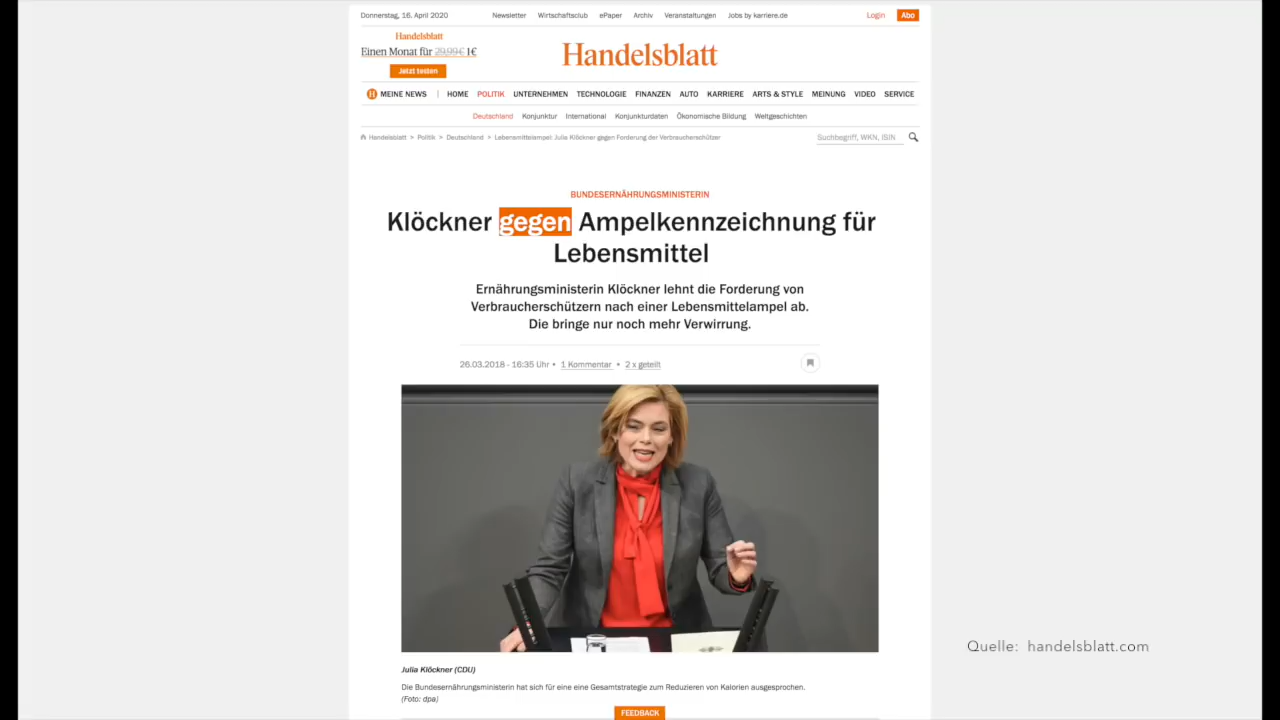 Donnerstag, 16. April 2020
Newsletter Wirtschaftsclub ePaper Archiv Veranstaltungen Jobs by karriere.de
Login Abo
Handelsblatt
Einen Monat für 29,99€ 1€
Jetzt testen
Handelsblatt
H MEINE NEWS | HOME POLITIK UNTERNEHMEN TECHNOLOGIE FINANZEN AUTO KARRIERE ARTS & STYLE MEINUNG VIDEO SERVICE
Deutschland Konjunktur International Konjunkturdaten Ökonomische Bildung Weltgeschichten
Handelsblatt > Politik > Deutschland > Lebensmittelampel: Julia Klöckner gegen Forderung der Verbraucherschützer
Suchbegriff, WKN, ISIN
BUNDESERNÄHRUNGSMINISTERIN
Klöckner gegen Ampelkennzeichnung für
Lebensmittel
Ernährungsministerin Klöckner lehnt die Forderung von
Verbraucherschützern nach einer Lebensmittelampel ab.
Die bringe nur noch mehr Verwirrung.
26.03.2018 - 16:35 Uhr • 1 Kommentar • 2 x geteilt
Quelle: handelsblatt.com
Julia Klöckner (CDU)
Die Bundesernährungsministerin hat sich für eine eine Gesamtstrategie zum Reduzieren von Kalorien ausgesprochen.
(Foto: dpa)
FEEDBACK